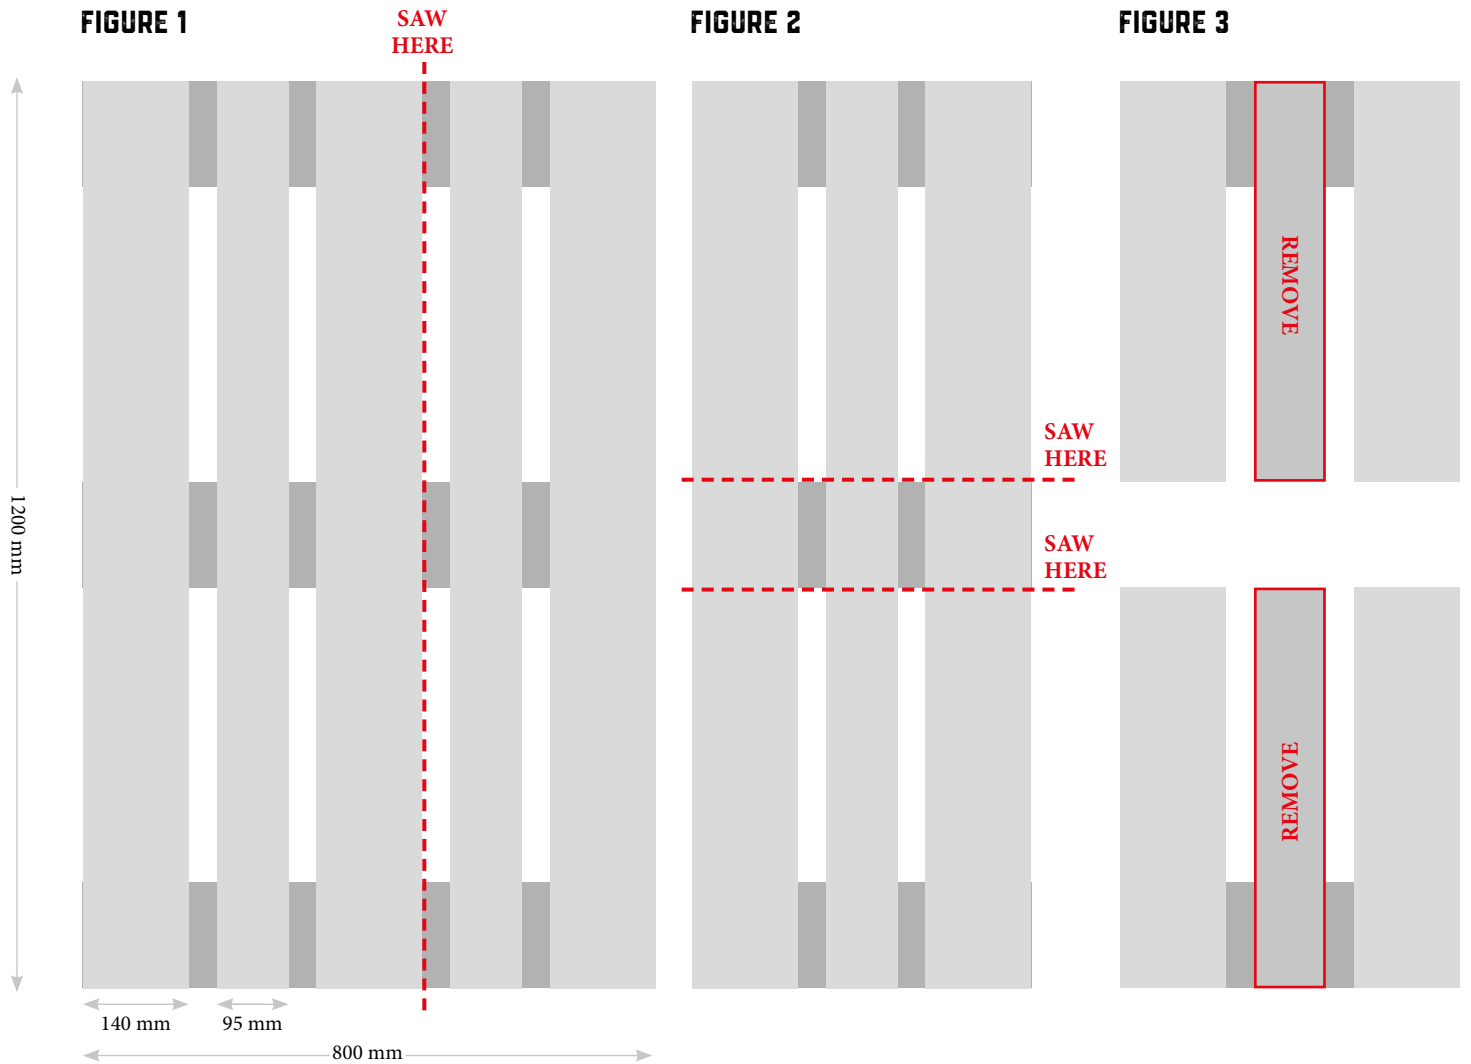 FIGURE 1
SAW
HERE
FIGURE 2
FIGURE 3
REMOVE
SAW
HERE
1200 mm
SAW
HERE
REMOVE
140 mm
95 mm
800 mm